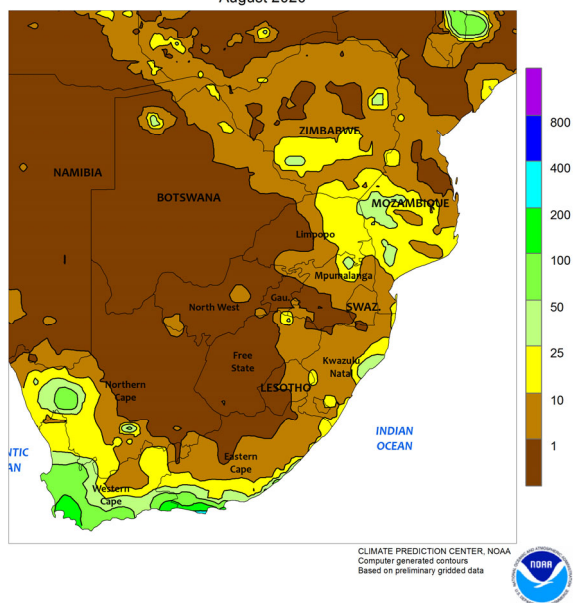 NAMIBIA
BOTSWANA
ZIMBABWE
MOZAMBIQUE
Limpopo
Mpumalanga
North West
Gau.
SWAZ.
Free
State
Kwazulu
Natal
LESOTHO
Northern
Cape
Eastern
Cape
Western
Cape
INDIAN
OCEAN
NTIC
AN
800
400
200
100
50
25
10
1
CLIMATE PREDICTION CENTER, NOAA
Computer generated contours
Based on preliminary gridded data
NOAA